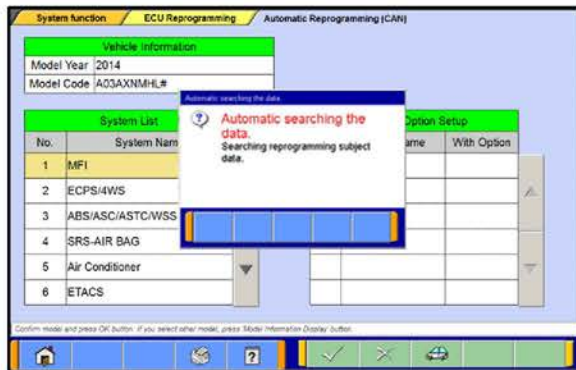 System function
ECU Reprogramming
Automatic Reprogramming (CAN)
Vehicle Information
Model Year 2014
Model Code A03AXNMHL#
Automatic searching the data.
Automatic searching the data.
Searching reprogramming subject data.
System List
Option Setup
No. System Nam
ame With Option
1 MFI
2 ECPS/4WS
3 ABS/ASC/ASTC/WSS
4 SRS-AIR BAG
5 Air Conditioner
6 ETACS
Confirm model and press OK button. If you select other model, press 'Model Information Display' button.